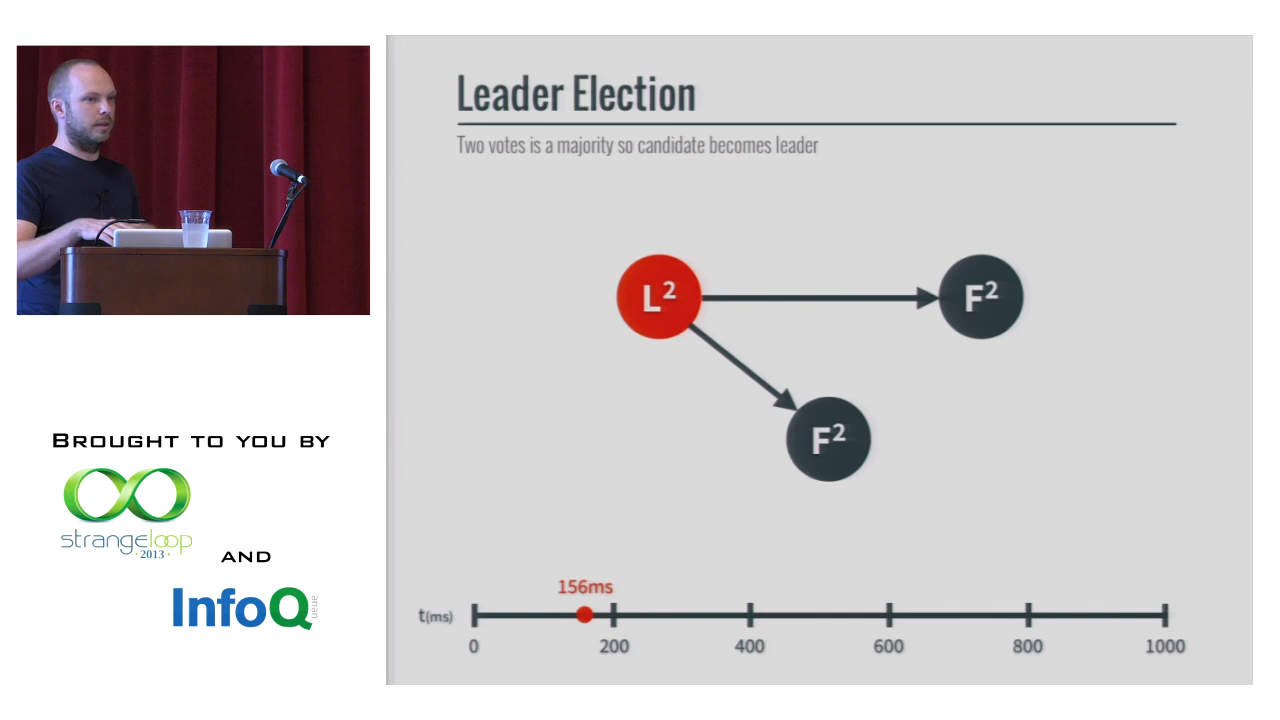 Leader Election
Two votes is a majority so candidate becomes leader
L²
F²
F²
156ms
t(ms)
0 200 400 600 800 1000
BROUGHT TO YOU BY
strangeloop
· 2013 ·
AND
InfoQ